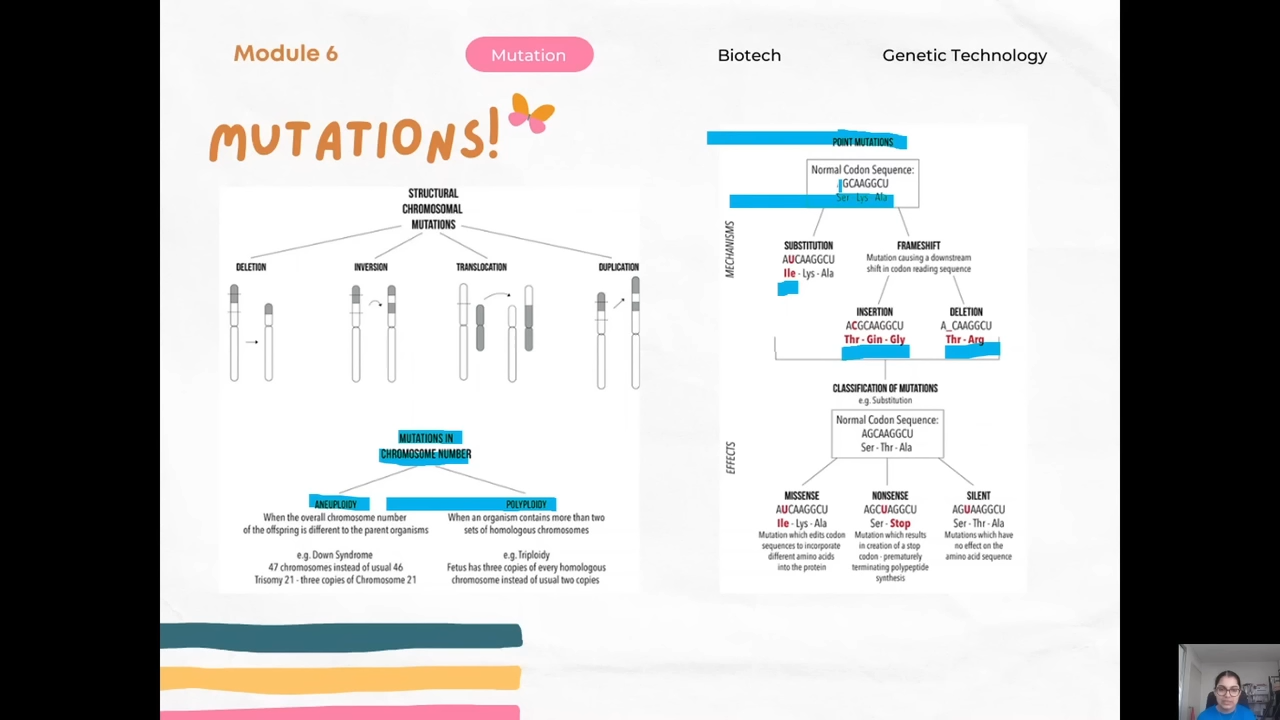 Module 6
Mutation
Biotech
Genetic Technology
MUTATIONS!
STRUCTURAL
CHROMOSOMAL
MUTATIONS
DELETION
INVERSION
TRANSLOCATION
DUPLICATION
MUTATIONS IN
CHROMOSOME NUMBER
ANEUPLOIDY
When the overall chromosome number
of the offspring is different to the parent organisms
e.g. Down Syndrome
47 chromosomes instead of usual 46
Trisomy 21 - three copies of Chromosome 21
POLYPLOIDY
When an organism contains more than two
sets of homologous chromosomes
e.g. Triploidy
Fetus has three copies of every homologous
chromosome instead of usual two copies
POINT MUTATIONS
Normal Codon Sequence:
GCAAGGCU
Ser Lys Ala
MECHANISMS
SUBSTITUTION
AUCAAGGCU
Ile - Lys - Ala
FRAMESHIFT
Mutation causing a downstream
shift in codon reading sequence
INSERTION
ACGCAAGGCU
Thr - Gin - Gly
DELETION
A_CAAGGCU
Thr - Arg
CLASSIFICATION OF MUTATIONS
e.g. Substitution
Normal Codon Sequence:
AGCAAGGCU
Ser - Thr - Ala
EFFECTS
MISSENSE
AUCAAGGCU
Ile - Lys - Ala
Mutation which edits codon
sequences to incorporate
different amino acids
into the protein
NONSENSE
AGCUAGGCU
Ser - Stop
Mutation which results
in creation of a stop
codon - prematurely
terminating polypeptide
synthesis
SILENT
AGUAAGGCU
Ser - Thr - Ala
Mutations which have
no effect on the
amino acid sequence